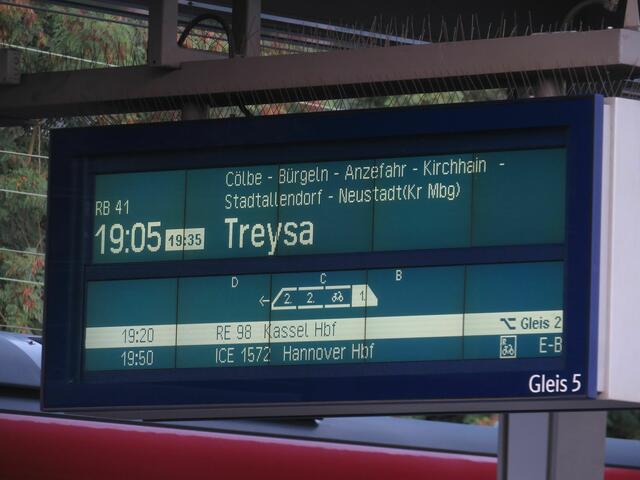 Cölbe - Bürgeln - Anzefahr - Kirchhain -
Stadtallendorf - Neustadt(Kr Mbg)
RB 41
19:05 19:35 Treysa
D C B
2. 2. 1.
19:20 RE 98 Kassel Hbf Gleis 2
19:50 ICE 1572 Hannover Hbf R E-B
Gleis 5